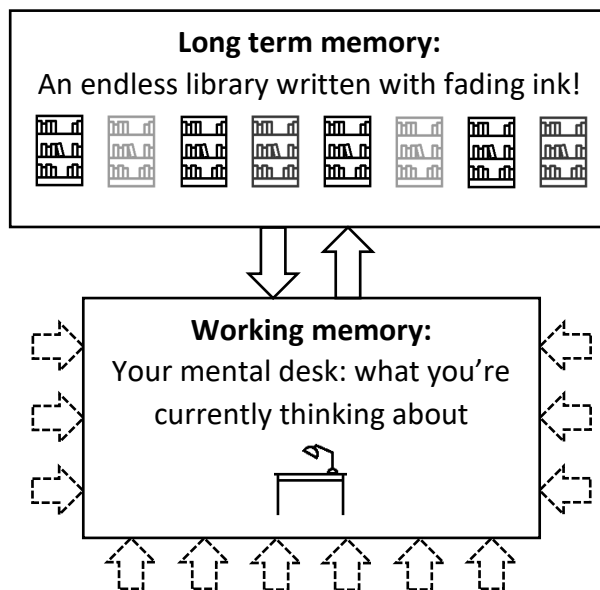 Long term memory:
An endless library written with fading ink!
Working memory:
Your mental desk: what you’re
currently thinking about